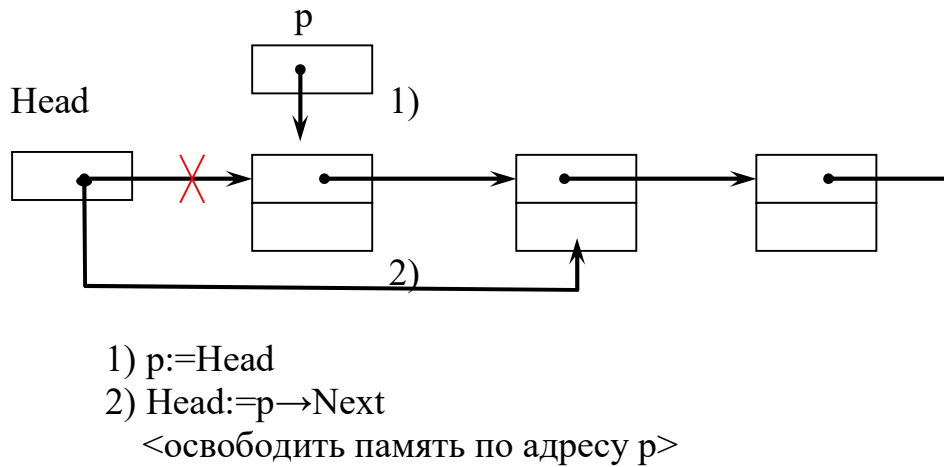 p
Head
1)
2)
1) p:=Head
2) Head:=p→Next
<освободить память по адресу p>